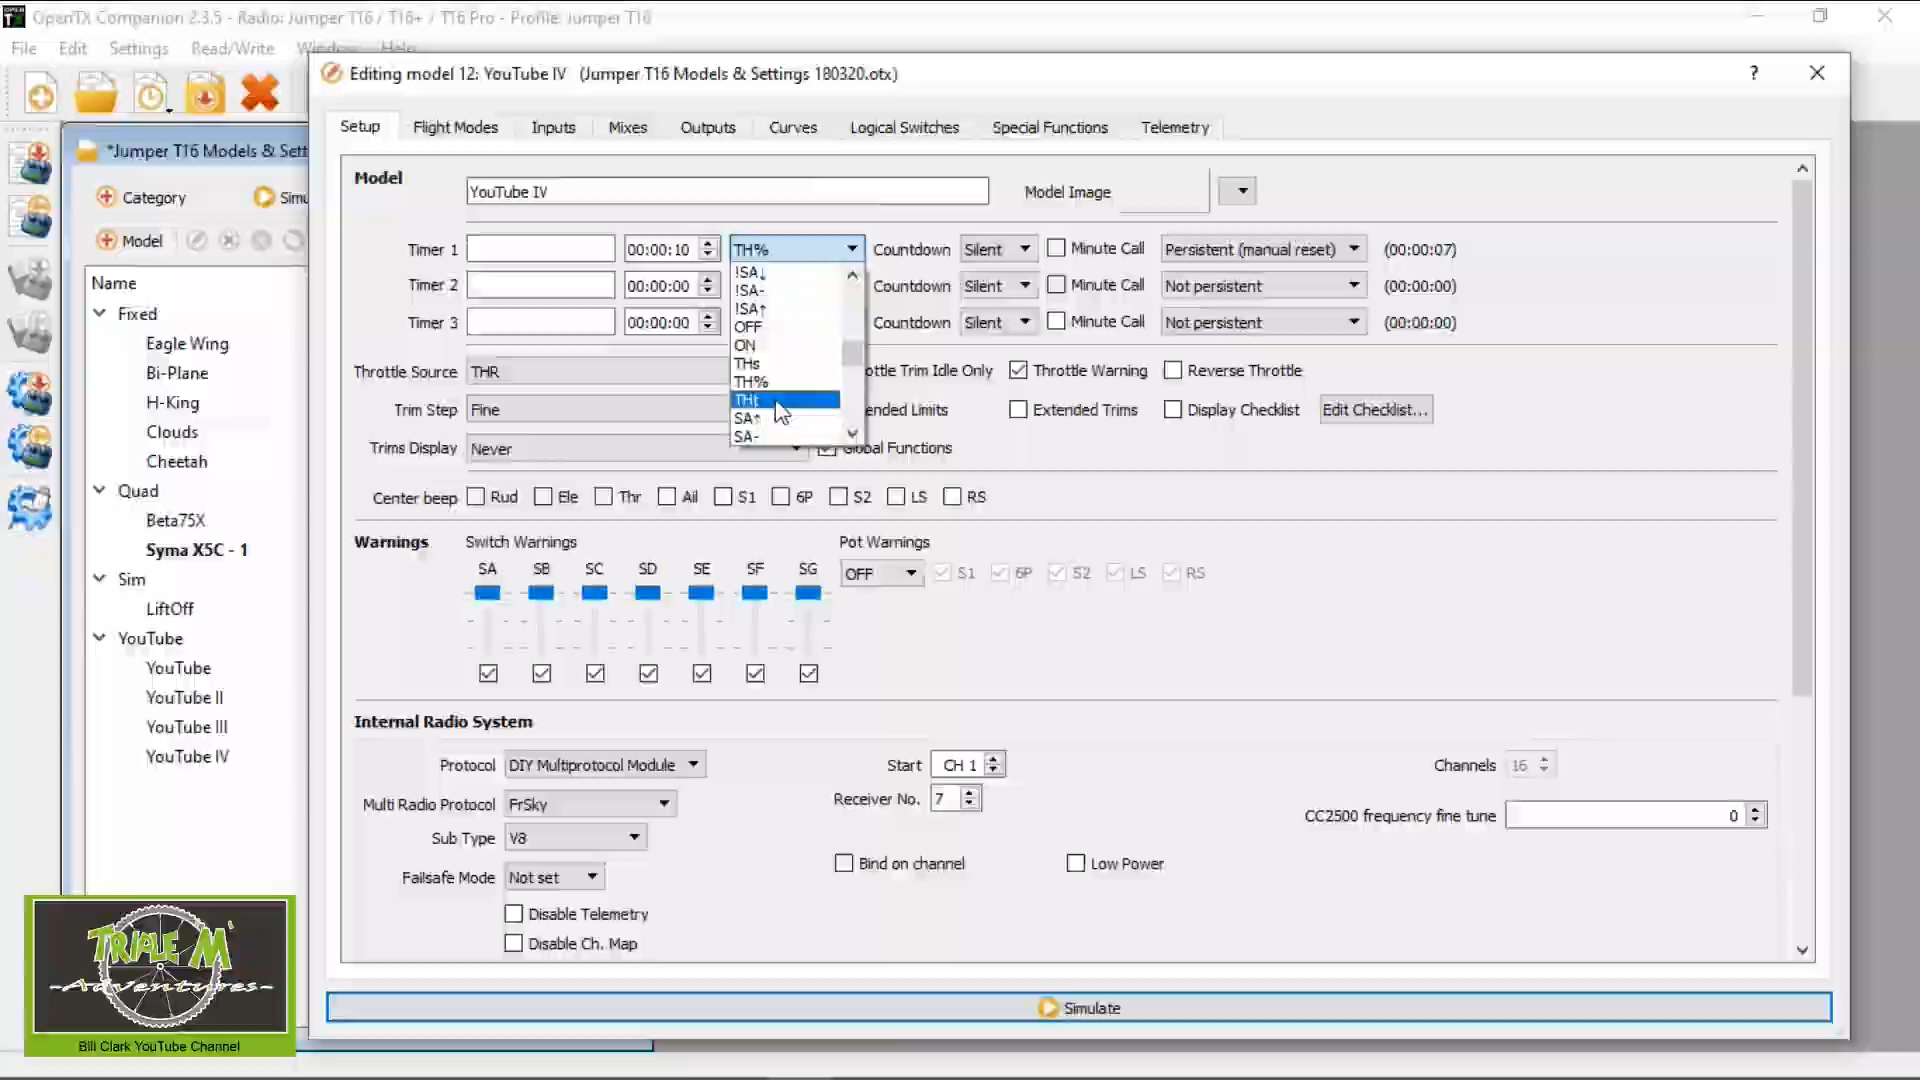 OpenTX Companion 2.3.5 - Radio: Jumper T16 / T16+ / T16 Pro - Profile: Jumper T16
File Edit Settings Read/Write Window Help
Editing model 12: YouTube IV (Jumper T16 Models & Settings 180320.otx)
?
Setup Flight Modes Inputs Mixes Outputs Curves Logical Switches Special Functions Telemetry
*Jumper T16 Models & Sett
Category Simu
Model
Name
Fixed
Eagle Wing
Bi-Plane
H-King
Clouds
Cheetah
Quad
Beta75X
Syma X5C - 1
Sim
LiftOff
YouTube
YouTube
YouTube II
YouTube III
YouTube IV
Model
YouTube IV
Model Image
Timer 1 00:00:10 TH% Countdown Silent Minute Call Persistent (manual reset) (00:00:07)
Timer 2 00:00:00 Countdown Silent Minute Call Not persistent (00:00:00)
Timer 3 00:00:00 Countdown Silent Minute Call Not persistent (00:00:00)
!SA↓
!SA-
!SA↑
OFF
ON
THs
TH%
THt
SA↑
SA-
Throttle Source THR ottle Trim Idle Only Throttle Warning Reverse Throttle
Trim Step Fine ended Limits Extended Trims Display Checklist Edit Checklist...
Trims Display Never Global Functions
Center beep Rud Ele Thr Ail S1 6P S2 LS RS
Warnings Switch Warnings Pot Warnings
SA SB SC SD SE SF SG
OFF S1 6P S2 LS RS
Internal Radio System
Protocol DIY Multiprotocol Module Start CH 1 Channels 16
Multi Radio Protocol FrSky Receiver No. 7 CC2500 frequency fine tune 0
Sub Type V8
Bind on channel Low Power
Failsafe Mode Not set
Disable Telemetry
Disable Ch. Map
Simulate
TRIPLE M
-Adventures-
Bill Clark YouTube Channel